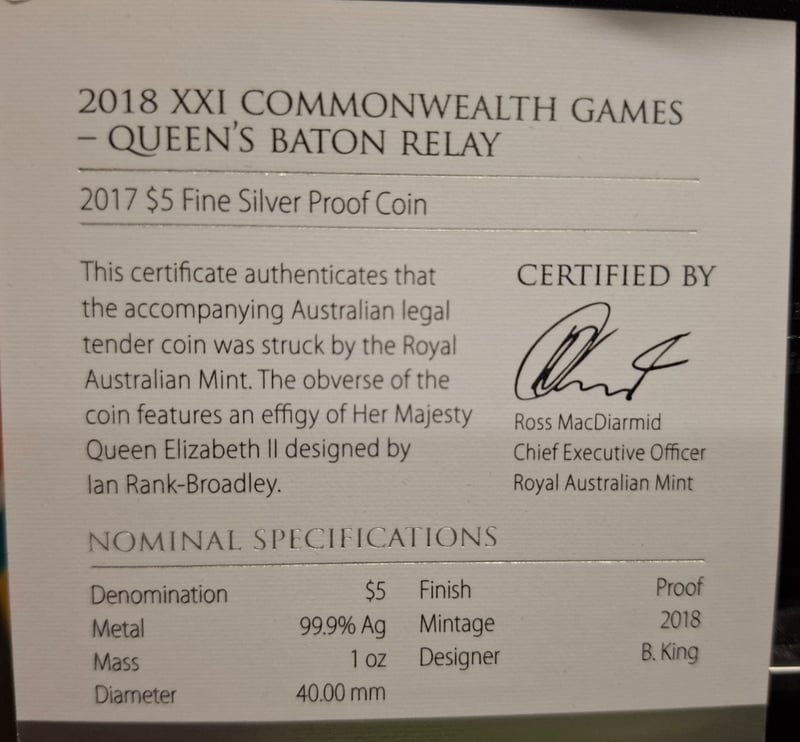 2018 XXI COMMONWEALTH GAMES
– QUEEN'S BATON RELAY
2017 $5 Fine Silver Proof Coin
This certificate authenticates that
the accompanying Australian legal
tender coin was struck by the Royal
Australian Mint. The obverse of the
coin features an effigy of Her Majesty
Queen Elizabeth II designed by
Ian Rank-Broadley.
CERTIFIED BY
Ross MacDiarmid
Chief Executive Officer
Royal Australian Mint
NOMINAL SPECIFICATIONS
Denomination $5 Finish Proof
Metal 99.9% Ag Mintage 2018
Mass 1 oz Designer B. King
Diameter 40.00 mm